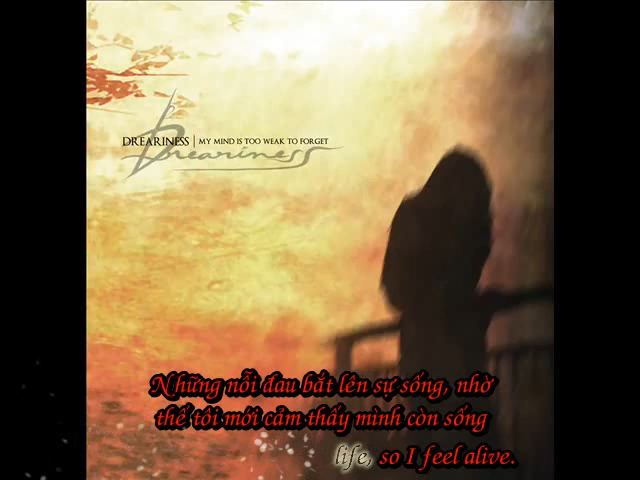 DREARINESS | MY MIND IS TOO WEAK TO FORGET
Dreariness
Những nỗi đau bắt lên sự sống, nhờ
thế tôi mới cảm thấy mình còn sống
life, so I feel alive.